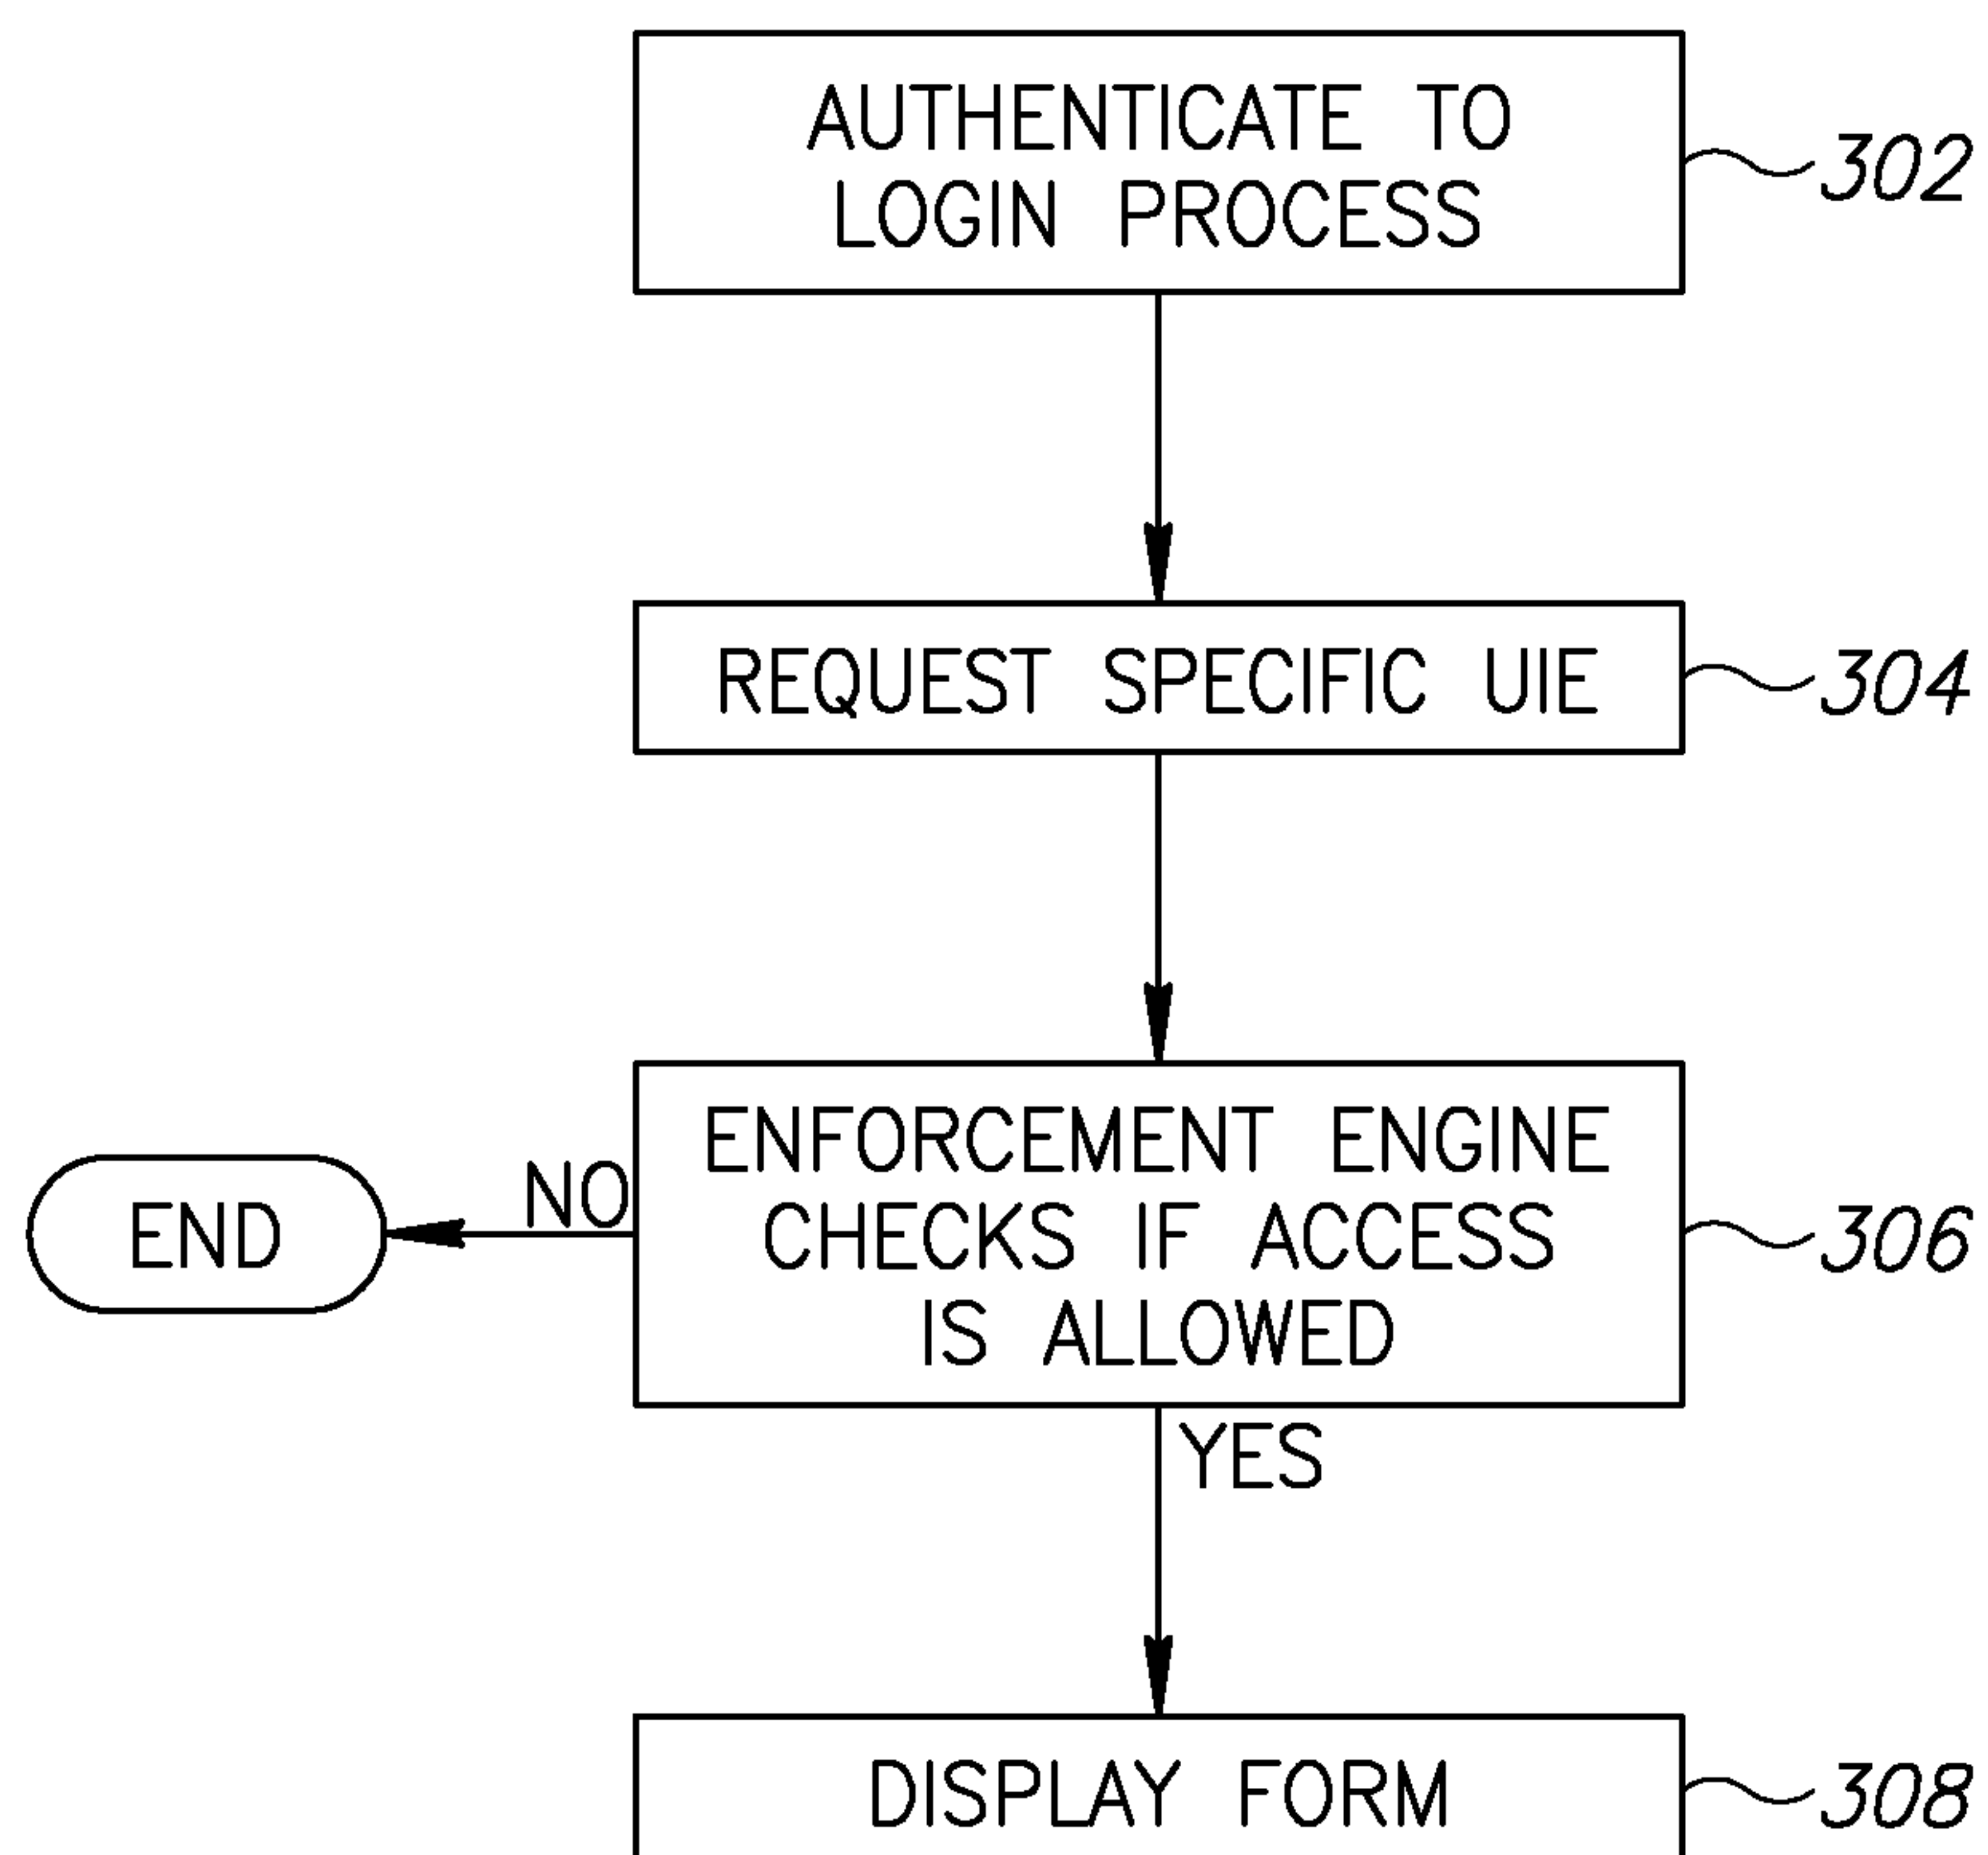 AUTHENTICATE TO
LOGIN PROCESS
302
REQUEST SPECIFIC UIE
304
ENFORCEMENT ENGINE
CHECKS IF ACCESS
IS ALLOWED
306
NO
END
YES
DISPLAY FORM
308